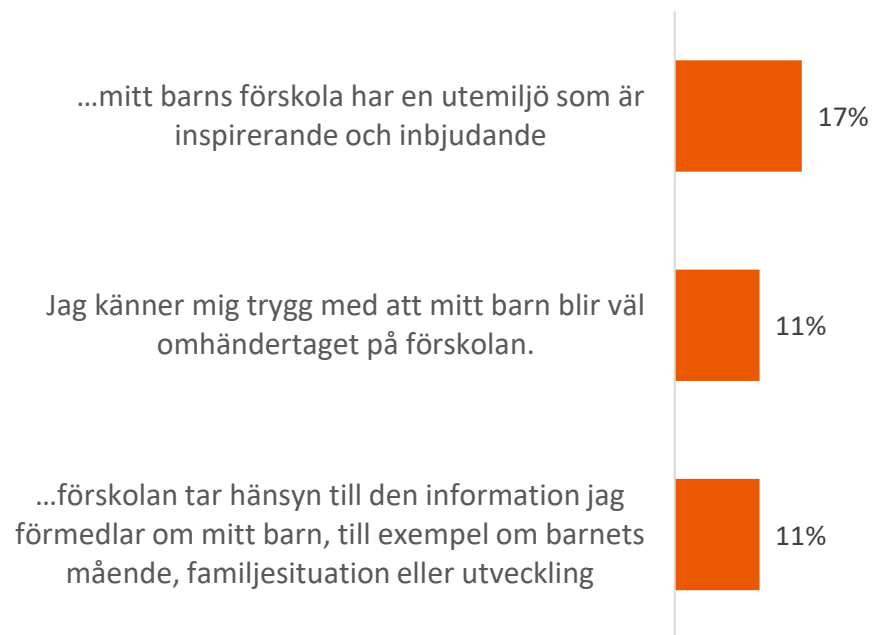 …mitt barns förskola har en utemiljö som är
inspirerande och inbjudande
17%
Jag känner mig trygg med att mitt barn blir väl
omhändertaget på förskolan.
11%
…förskolan tar hänsyn till den information jag
förmedlar om mitt barn, till exempel om barnets
mående, familjesituation eller utveckling
11%